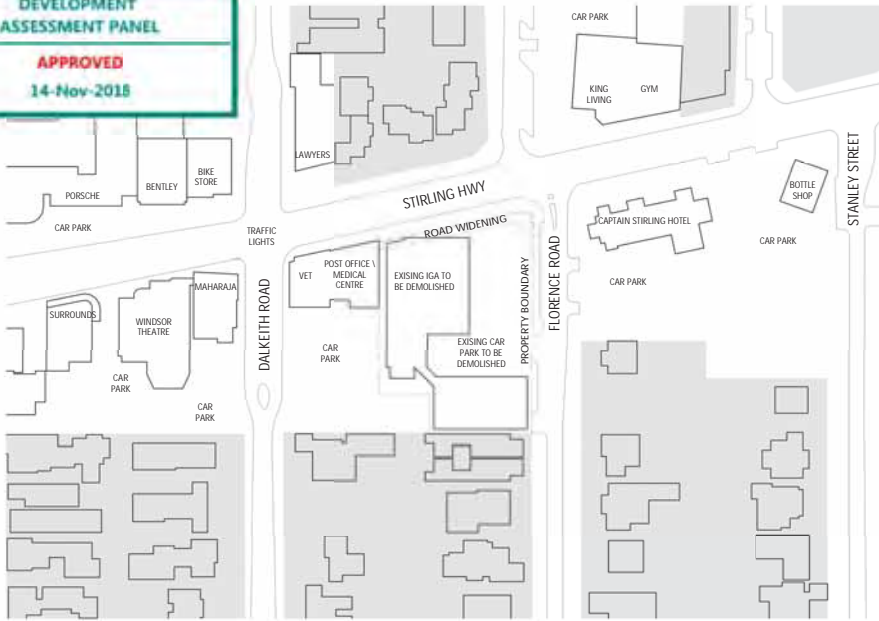 DEVELOPMENT
ASSESSMENT PANEL
APPROVED
14-Nov-2018
CAR PARK
KING
LIVING
GYM
LAWYERS
PORSCHE
BENTLEY
BIKE
STORE
CAR PARK
STIRLING HWY
ROAD WIDENING
TRAFFIC
LIGHTS
CAPTAIN STIRLING HOTEL
BOTTLE
SHOP
STANLEY STREET
CAR PARK
CAR PARK
VET
POST OFFICE \
MEDICAL
CENTRE
EXISING IGA TO
BE DEMOLISHED
PROPERTY BOUNDARY
FLORENCE ROAD
MAHARAJA
SURROUNDS
WINDSOR
THEATRE
DALKEITH ROAD
CAR
PARK
EXISING CAR
PARK TO BE
DEMOLISHED
CAR
PARK
CAR
PARK